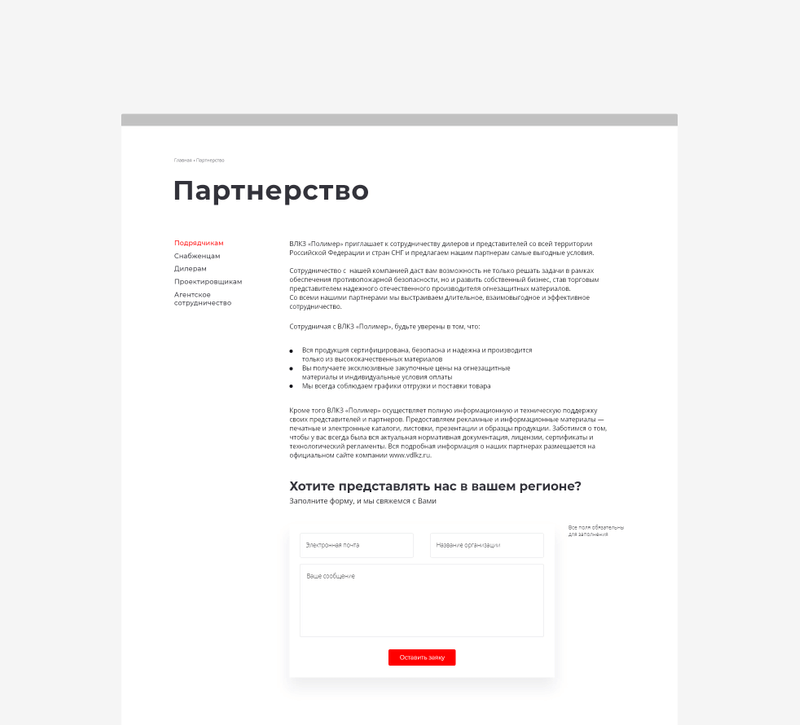 Главная » Партнерство
Партнерство
Подрядчикам
Снабженцам
Дилерам
Проектировщикам
Агентское
сотрудничество
ВЛКЗ «Полимер» приглашает к сотрудничеству дилеров и представителей со всей территории
Российской Федерации и стран СНГ и предлагаем нашим партнерам самые выгодные условия.
Сотрудничество с нашей компанией даст вам возможность не только решать задачи в рамках
обеспечения противопожарной безопасности, но и развить собственный бизнес, став торговым
представителем надежного отечественного производителя огнезащитных материалов.
Со всеми нашими партнерами мы выстраиваем длительное, взаимовыгодное и эффективное
сотрудничество.
Сотрудничая с ВЛКЗ «Полимер», будьте уверены в том, что:
Вся продукция сертифицирована, безопасна и надежна и производится
только из высококачественных материалов
Вы получаете эксклюзивные закупочные цены на огнезащитные
материалы и индивидуальные условия оплаты
Мы всегда соблюдаем графики отгрузки и поставки товара
Кроме того ВЛКЗ «Полимер» осуществляет полную информационную и техническую поддержку
своих представителей и партнеров. Предоставляем рекламные и информационные материалы —
печатные и электронные каталоги, листовки, презентации и образцы продукции. Заботимся о том,
чтобы у вас всегда была вся актуальная нормативная документация, лицензии, сертификаты и
технологический регламенты. Вся подробная информация о наших партнерах размещается на
официальном сайте компании www.vdlkz.ru.
Хотите представлять нас в вашем регионе?
Заполните форму, и мы свяжемся с Вами
Все поля обязательны
для заполнения
Электронная почта
Название организации
Ваше сообщение
Оставить заяку